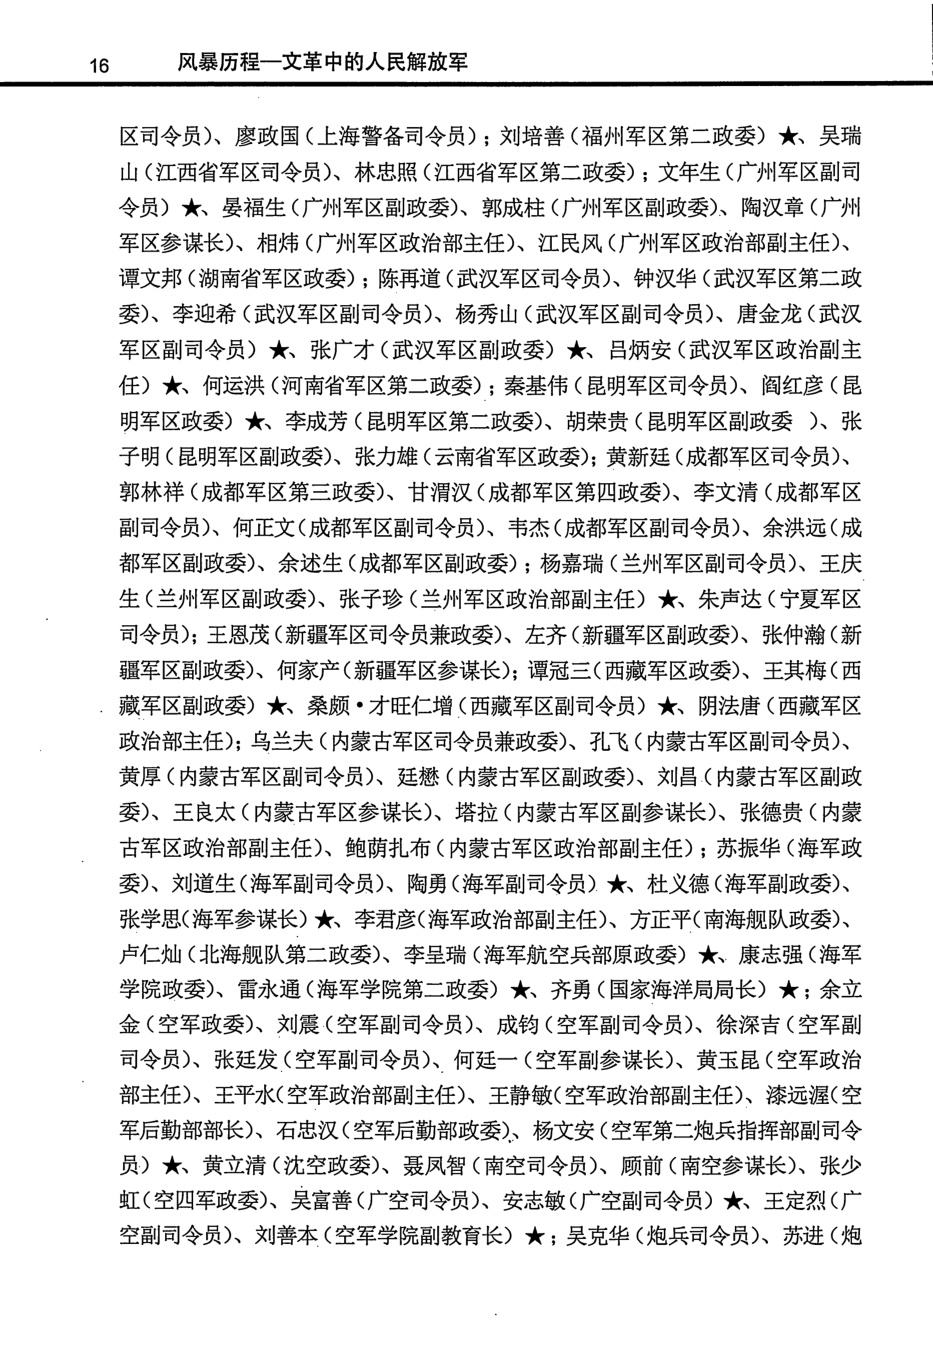 16 风暴历程—文革中的人民解放军
区司令员)、廖政国(上海警备司令员);刘培善(福州军区第二政委)★、吴瑞
山(江西省军区司令员)、林忠照(江西省军区第二政委);文年生(广州军区副司
令员)★、晏福生(广州军区副政委)、郭成柱(广州军区副政委)、陶汉章(广州
军区参谋长)、相炜(广州军区政治部主任)、江民风(广州军区政治部副主任)、
谭文邦(湖南省军区政委);陈再道(武汉军区司令员)、钟汉华(武汉军区第二政
委)、李迎希(武汉军区副司令员)、杨秀山(武汉军区副司令员)、唐金龙(武汉
军区副司令员)★、张广才(武汉军区副政委)★、吕炳安(武汉军区政治副主
任)★、何运洪(河南省军区第二政委);秦基伟(昆明军区司令员)、阎红彦(昆
明军区政委)★、李成芳(昆明军区第二政委)、胡荣贵(昆明军区副政委 )、张
子明(昆明军区副政委)、张力雄(云南省军区政委);黄新廷(成都军区司令员)、
郭林祥(成都军区第三政委)、甘渭汉(成都军区第四政委)、李文清(成都军区
副司令员)、何正文(成都军区副司令员)、韦杰(成都军区副司令员)、余洪远(成
都军区副政委)、余述生(成都军区副政委);杨嘉瑞(兰州军区副司令员)、王庆
生(兰州军区副政委)、张子珍(兰州军区政治部副主任)★、朱声达(宁夏军区
司令员);王恩茂(新疆军区司令员兼政委)、左齐(新疆军区副政委)、张仲瀚(新
疆军区副政委)、何家产(新疆军区参谋长);谭冠三(西藏军区政委)、王其梅(西
藏军区副政委)★、桑颇•才旺仁增(西藏军区副司令员)★、阴法唐(西藏军区
政治部主任);乌兰夫(内蒙古军区司令员兼政委)、孔飞(内蒙古军区副司令员)、
黄厚(内蒙古军区副司令员)、廷懋(内蒙古军区副政委)、刘昌(内蒙古军区副政
委)、王良太(内蒙古军区参谋长)、塔拉(内蒙古军区副参谋长)、张德贵(内蒙
古军区政治部副主任)、鲍荫扎布(内蒙古军区政治部副主任);苏振华(海军政
委)、刘道生(海军副司令员)、陶勇(海军副司令员)★、杜义德(海军副政委)、
张学思(海军参谋长)★、李君彦(海军政治部副主任)、方正平(南海舰队政委)、
卢仁灿(北海舰队第二政委)、李呈瑞(海军航空兵部原政委)★、康志强(海军
学院政委)、雷永通(海军学院第二政委)★、齐勇(国家海洋局局长)★;余立
金(空军政委)、刘震(空军副司令员)、成钧(空军副司令员)、徐深吉(空军副
司令员)、张廷发(空军副司令员)、何廷一(空军副参谋长)、黄玉昆(空军政治
部主任)、王平水(空军政治部副主任)、王静敏(空军政治部副主任)、漆远渥(空
军后勤部部长)、石忠汉(空军后勤部政委)、杨文安(空军第二炮兵指挥部副司令
员)★、黄立清(沈空政委)、聂凤智(南空司令员)、顾前(南空参谋长)、张少
虹(空四军政委)、吴富善(广空司令员)、安志敏(广空副司令员)★、王定烈(广
空副司令员)、刘善本(空军学院副教育长)★;吴克华(炮兵司令员)、苏进(炮